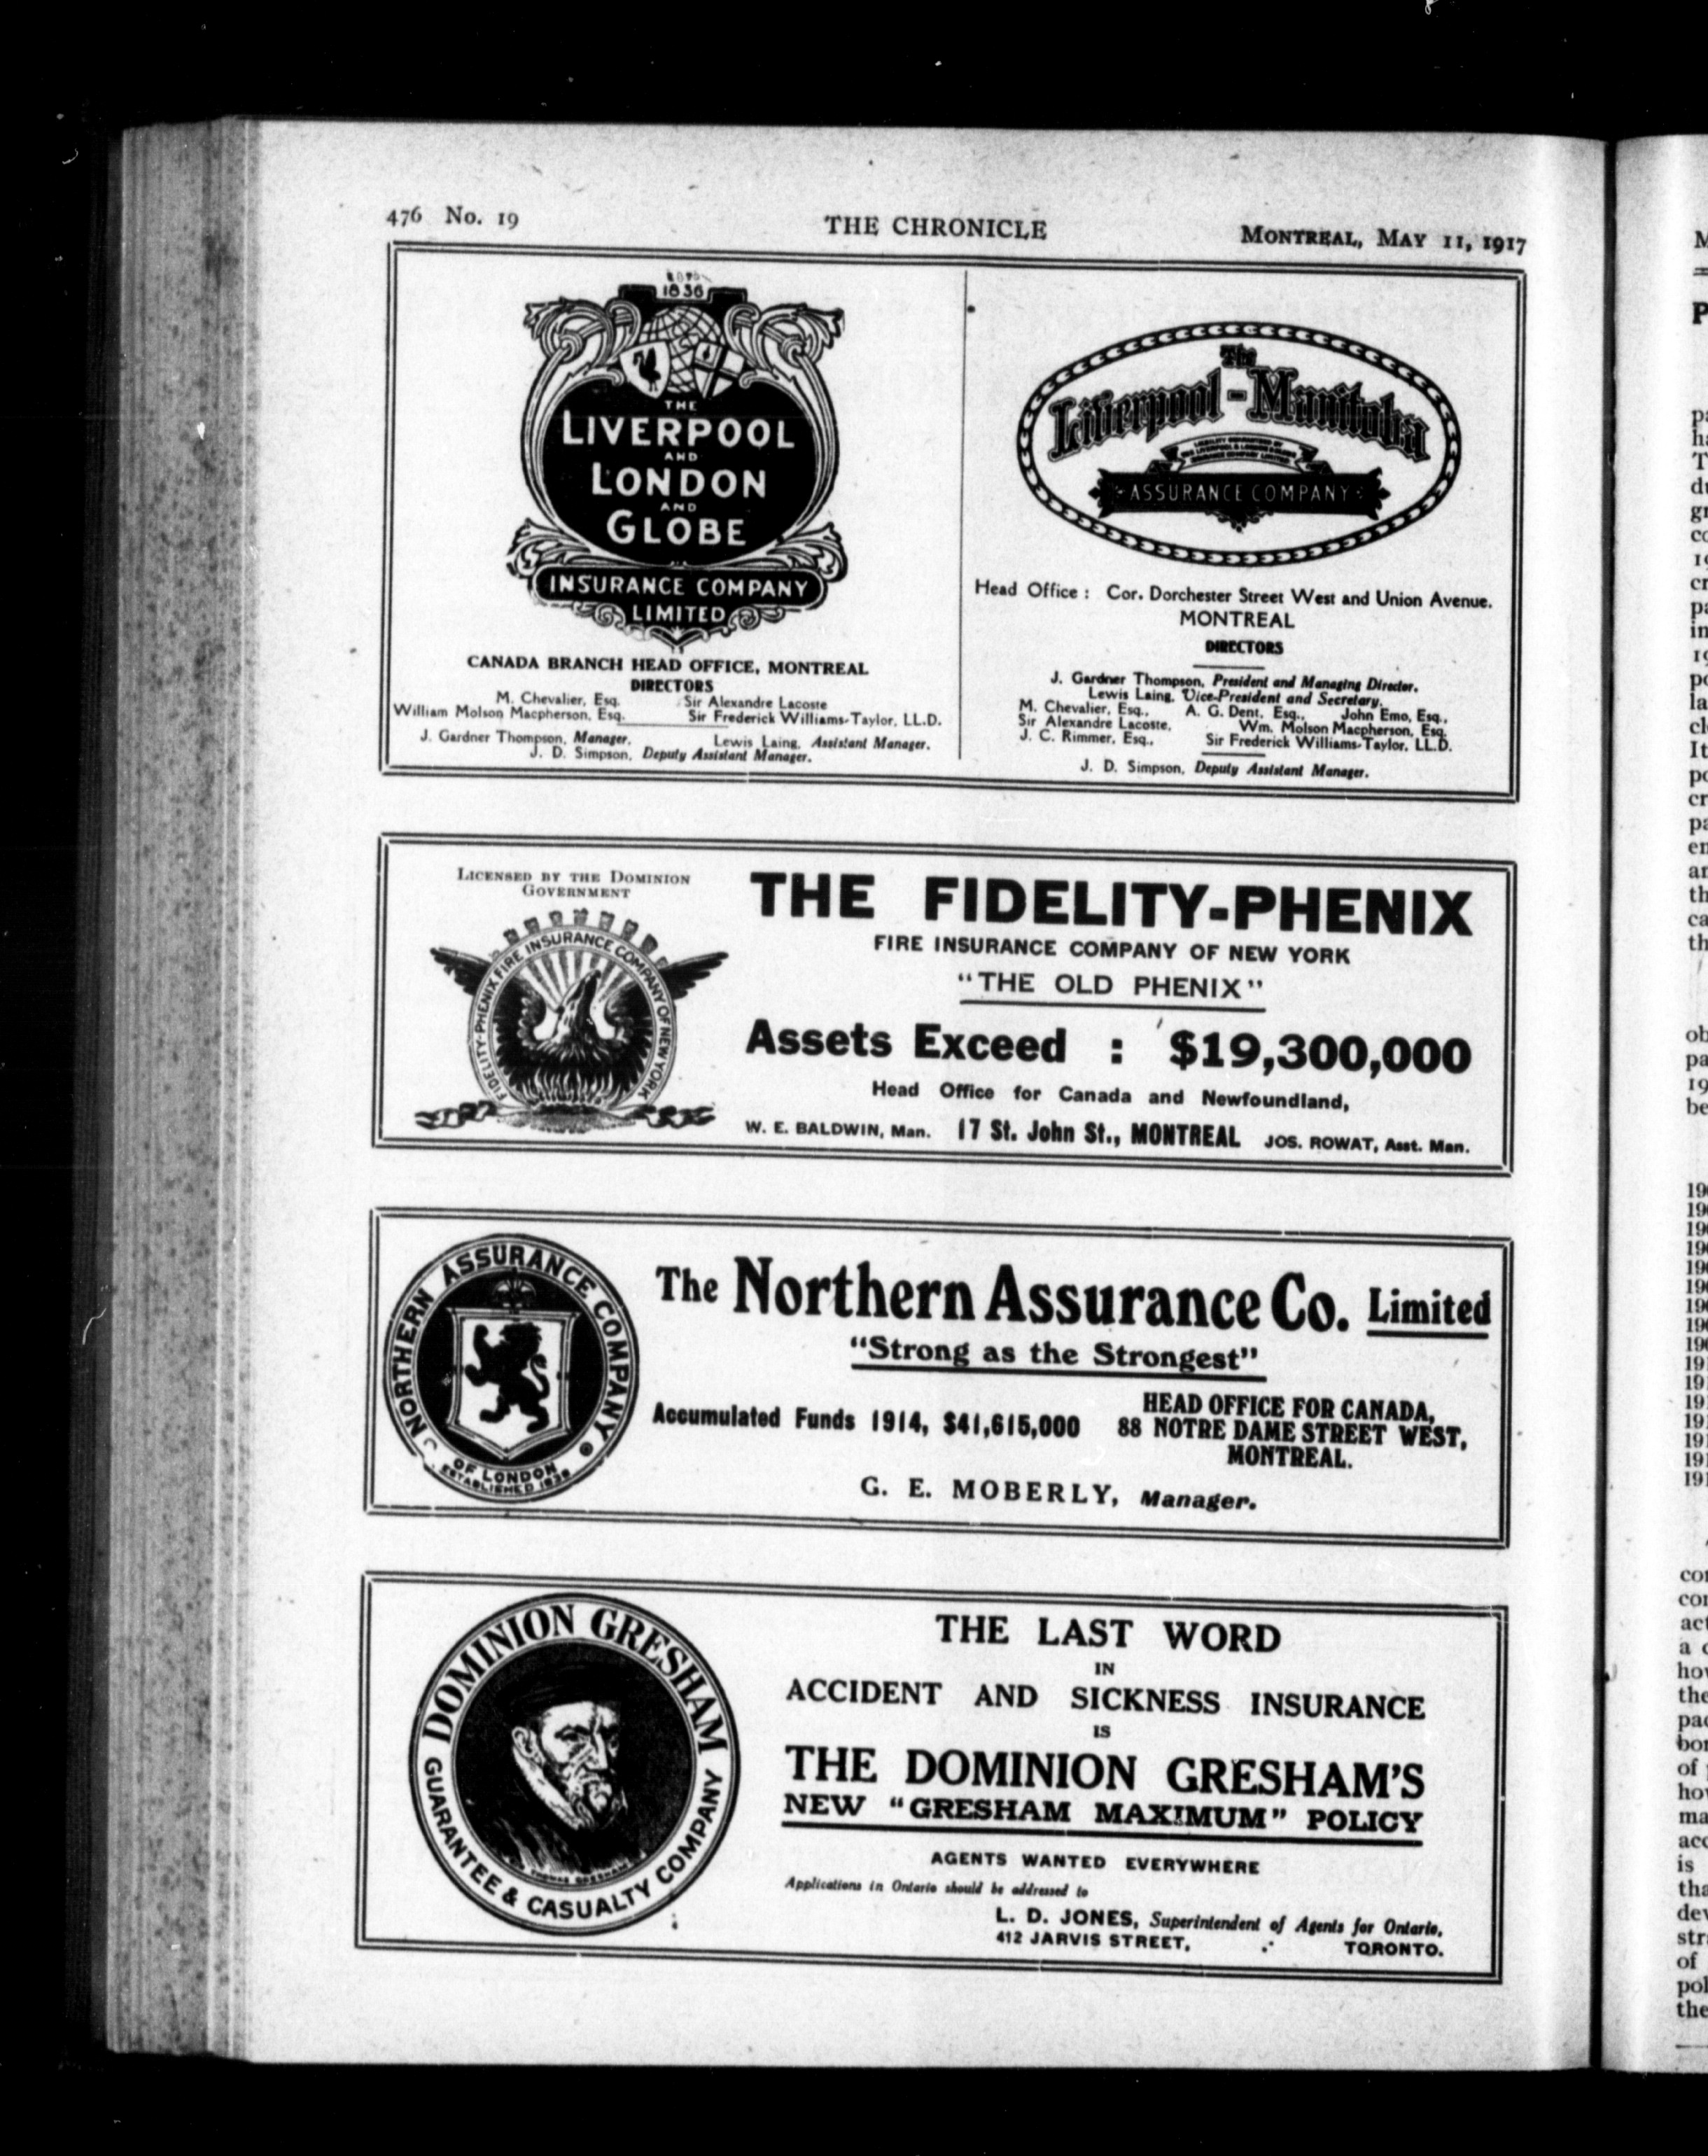 476 No. 19
THE CHRONICLE
MONTREAL, MAY 11, 1917
1836
THE
LIVERPOOL
AND
LONDON
AND
GLOBE
INSURANCE COMPANY
LIMITED
CANADA BRANCH HEAD OFFICE, MONTREAL
DIRECTORS
M. Chevalier, Esq. Sir Alexandre Lacoste
William Molson Macpherson, Esq. Sir Frederick Williams-Taylor, LL.D.
J. Gardner Thompson, Manager. Lewis Laing, Assistant Manager.
J. D. Simpson, Deputy Assistant Manager.
The
Liverpool-Manitoba
ASSURANCE COMPANY
Head Office: Cor. Dorchester Street West and Union Avenue.
MONTREAL
DIRECTORS
J. Gardner Thompson, President and Managing Director.
Lewis Laing, Vice-President and Secretary.
M. Chevalier, Esq., A. G. Dent, Esq., John Emo, Esq.,
Sir Alexandre Lacoste, Wm. Molson Macpherson, Esq.
J. C. Rimmer, Esq., Sir Frederick Williams-Taylor, LL.D.
J. D. Simpson, Deputy Assistant Manager.
LICENSED BY THE DOMINION
GOVERNMENT
FIDELITY-PHENIX FIRE INSURANCE COMPANY OF NEW YORK
THE FIDELITY-PHENIX
FIRE INSURANCE COMPANY OF NEW YORK
"THE OLD PHENIX"
Assets Exceed : $19,300,000
Head Office for Canada and Newfoundland,
W. E. BALDWIN, Man. 17 St. John St., MONTREAL JOS. ROWAT, Asst. Man.
NORTHERN ASSURANCE COMPANY
OF LONDON
ESTABLISHED 1836
The Northern Assurance Co. Limited
"Strong as the Strongest"
Accumulated Funds 1914, $41,615,000
HEAD OFFICE FOR CANADA,
88 NOTRE DAME STREET WEST,
MONTREAL.
G. E. MOBERLY, Manager.
DOMINION GRESHAM
GUARANTEE & CASUALTY COMPANY
THOMAS GRESHAM
THE LAST WORD
IN
ACCIDENT AND SICKNESS INSURANCE
IS
THE DOMINION GRESHAM'S
NEW "GRESHAM MAXIMUM" POLICY
AGENTS WANTED EVERYWHERE
Applications in Ontario should be addressed to
L. D. JONES, Superintendent of Agents for Ontario,
412 JARVIS STREET, TORONTO.